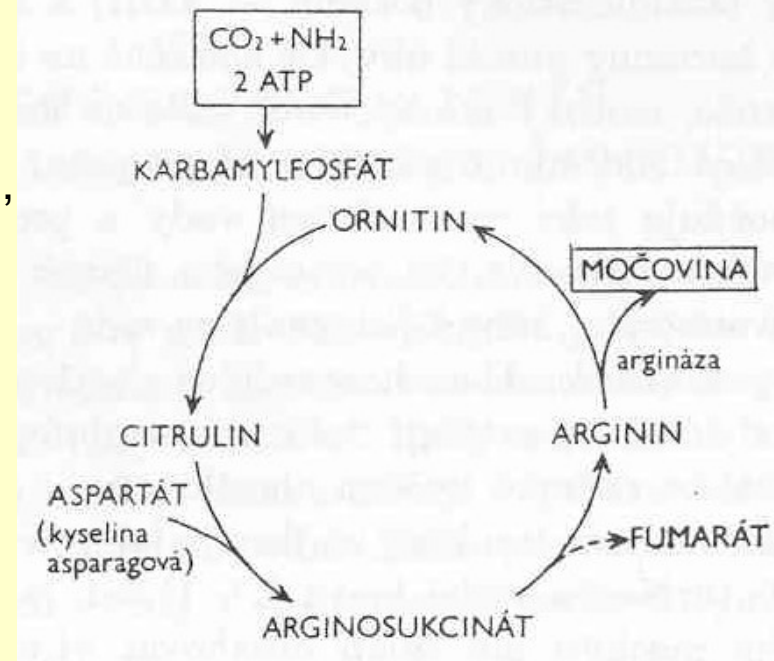 CO₂ + NH₂
2 ATP
KARBAMYLFOSFÁT
,
ORNITIN
MOČOVINA
argináza
CITRULIN
ARGININ
ASPARTÁT
(kyselina
asparagová)
FUMARÁT
ARGINOSUKCINÁT